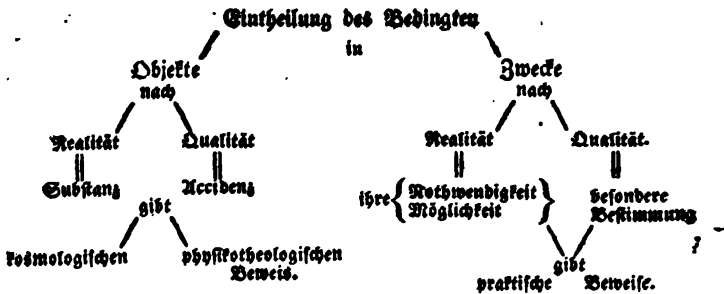 Eintheilung des Bedingten
in
Objekte
nach
Zwecke
nach
Realität
Qualität
Realität
Qualität.
Substanz
Accidenz
ihre { Nothwendigkeit }
Möglichkeit
besondere
Bestimmung
gibt
kosmologischen
physikotheologischen
Beweis.
gibt
praktische Beweise.